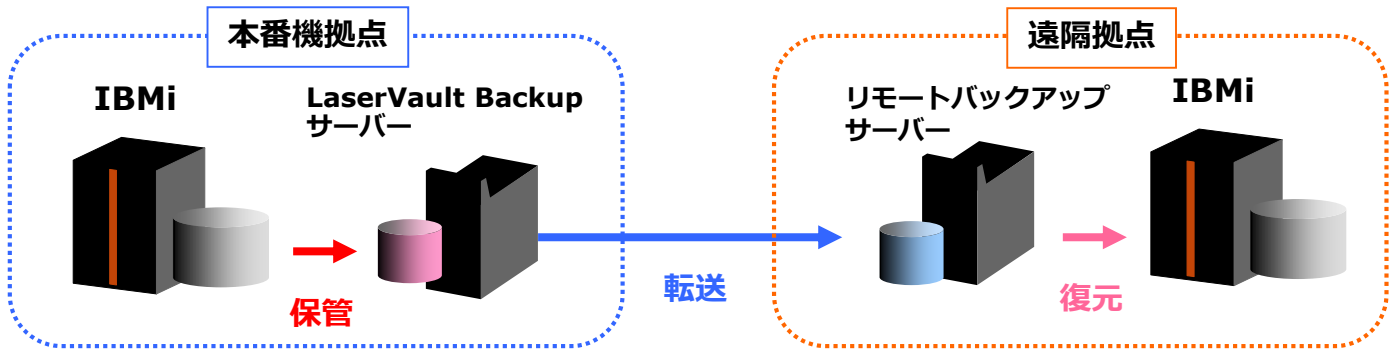 本番機拠点
IBMi
LaserVault Backup
サーバー
保管
転送
遠隔拠点
リモートバックアップ
サーバー
IBMi
復元